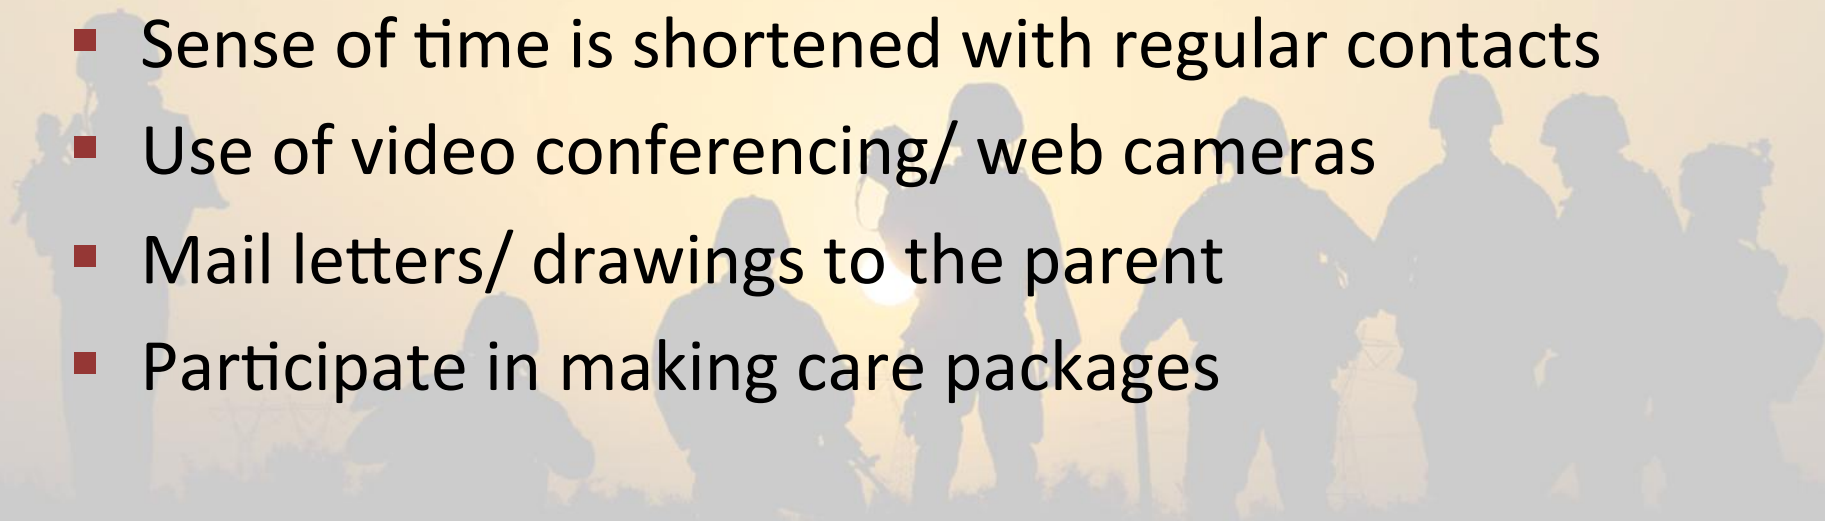 ▪ Sense of time is shortened with regular contacts
▪ Use of video conferencing/ web cameras
▪ Mail letters/ drawings to the parent
▪ Participate in making care packages